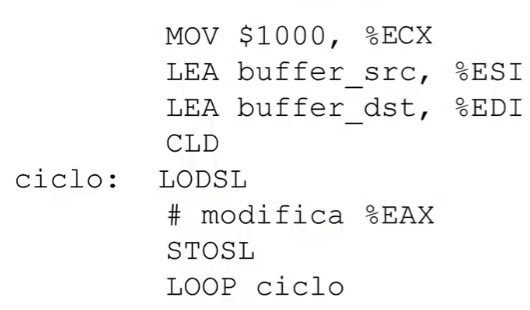 MOV $1000, %ECX
LEA buffer_src, %ESI
LEA buffer_dst, %EDI
CLD
ciclo: LODSL
# modifica %EAX
STOSL
LOOP ciclo